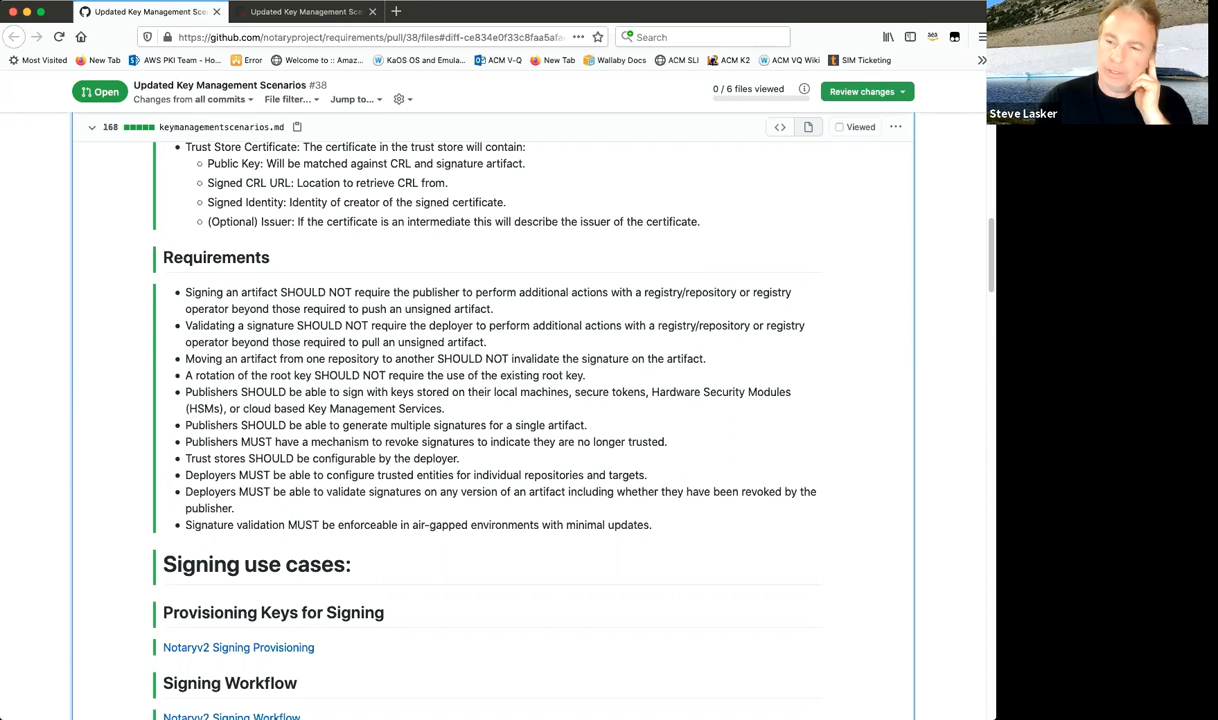 Updated Key Management Sce
Updated Key Management Scenari
https://github.com/notaryproject/requirements/pull/38/files#diff-ce834e0f33c8faa5afa
Search
Most Visited
New Tab
AWS PKI Team - Ho...
Error
Welcome to :: Amaz...
KaOS OS and Emula...
ACM V-Q
New Tab
Wallaby Docs
ACM SLI
ACM K2
ACM VQ Wiki
SIM Ticketing
Steve Lasker
Open
Updated Key Management Scenarios #38
Changes from all commits
File filter...
Jump to...
0 / 6 files viewed
Review changes
168
keymanagementscenarios.md
Viewed
• Trust Store Certificate: The certificate in the trust store will contain:
○ Public Key: Will be matched against CRL and signature artifact.
○ Signed CRL URL: Location to retrieve CRL from.
○ Signed Identity: Identity of creator of the signed certificate.
○ (Optional) Issuer: If the certificate is an intermediate this will describe the issuer of the certificate.
Requirements
• Signing an artifact SHOULD NOT require the publisher to perform additional actions with a registry/repository or registry
operator beyond those required to push an unsigned artifact.
• Validating a signature SHOULD NOT require the deployer to perform additional actions with a registry/repository or registry
operator beyond those required to pull an unsigned artifact.
• Moving an artifact from one repository to another SHOULD NOT invalidate the signature on the artifact.
• A rotation of the root key SHOULD NOT require the use of the existing root key.
• Publishers SHOULD be able to sign with keys stored on their local machines, secure tokens, Hardware Security Modules
(HSMs), or cloud based Key Management Services.
• Publishers SHOULD be able to generate multiple signatures for a single artifact.
• Publishers MUST have a mechanism to revoke signatures to indicate they are no longer trusted.
• Trust stores SHOULD be configurable by the deployer.
• Deployers MUST be able to configure trusted entities for individual repositories and targets.
• Deployers MUST be able to validate signatures on any version of an artifact including whether they have been revoked by the
publisher.
• Signature validation MUST be enforceable in air-gapped environments with minimal updates.
Signing use cases:
Provisioning Keys for Signing
Notaryv2 Signing Provisioning
Signing Workflow
Notaryv2 Signing Workflow